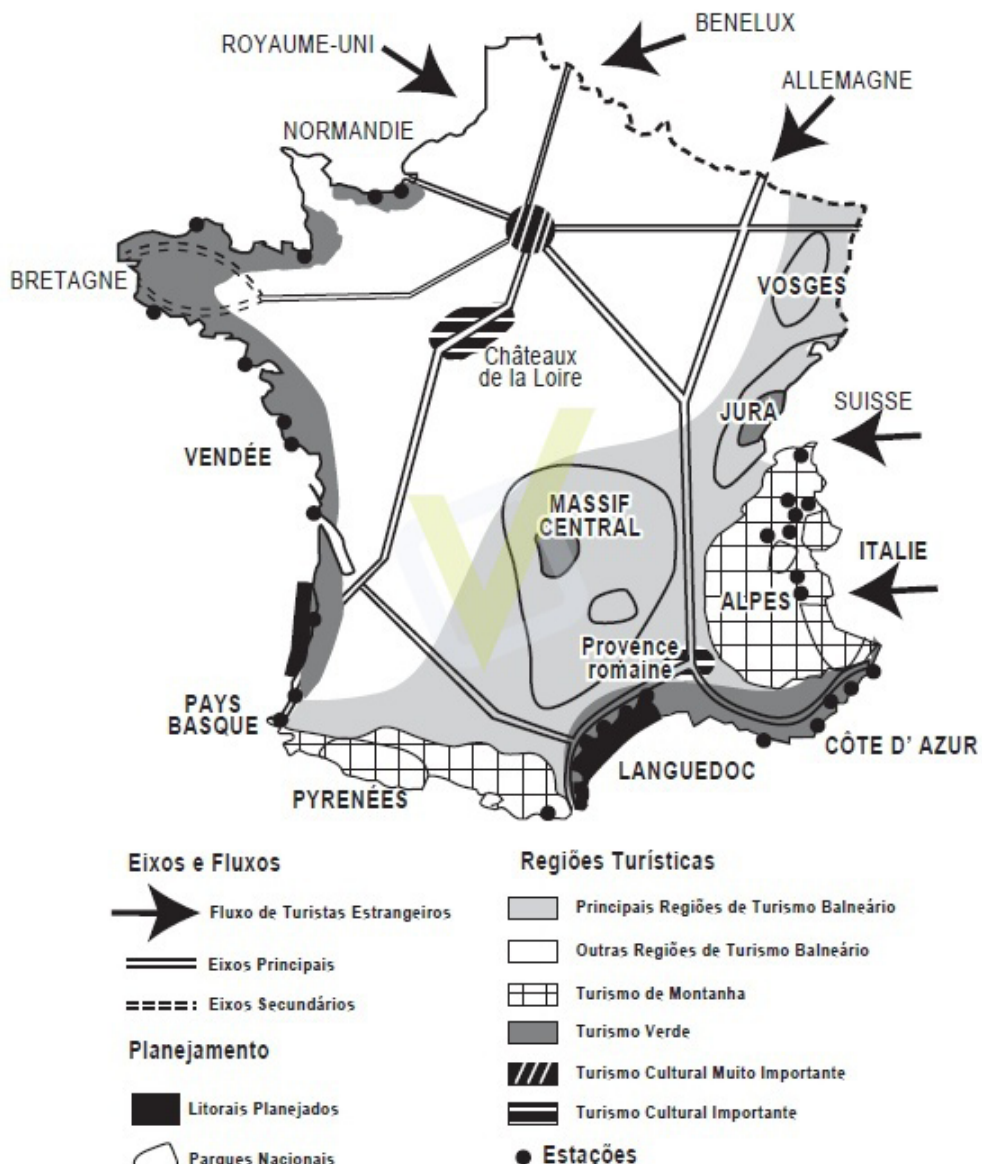 ROYAUME-UNI
BENELUX
ALLEMAGNE
NORMANDIE
BRETAGNE
VOSGES
Châteaux
de la Loire
JURA
SUISSE
VENDÉE
MASSIF
CENTRAL
ITALIE
ALPES
Provence
romaine
PAYS
BASQUE
CÔTE D' AZUR
LANGUEDOC
PYRENÉES
Eixos e Fluxos
Fluxo de Turistas Estrangeiros
Eixos Principais
Eixos Secundários
Planejamento
Litorais Planejados
Parques Nacionais
Regiões Turísticas
Principais Regiões de Turismo Balneário
Outras Regiões de Turismo Balneário
Turismo de Montanha
Turismo Verde
Turismo Cultural Muito Importante
Turismo Cultural Importante
Estações